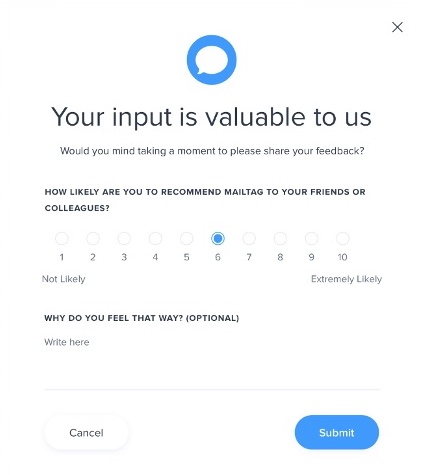 Your input is valuable to us
Would you mind taking a moment to please share your feedback?
HOW LIKELY ARE YOU TO RECOMMEND MAILTAG TO YOUR FRIENDS OR
COLLEAGUES?
1 2 3 4 5 6 7 8 9 10
Not Likely Extremely Likely
WHY DO YOU FEEL THAT WAY? (OPTIONAL)
Write here
Cancel Submit